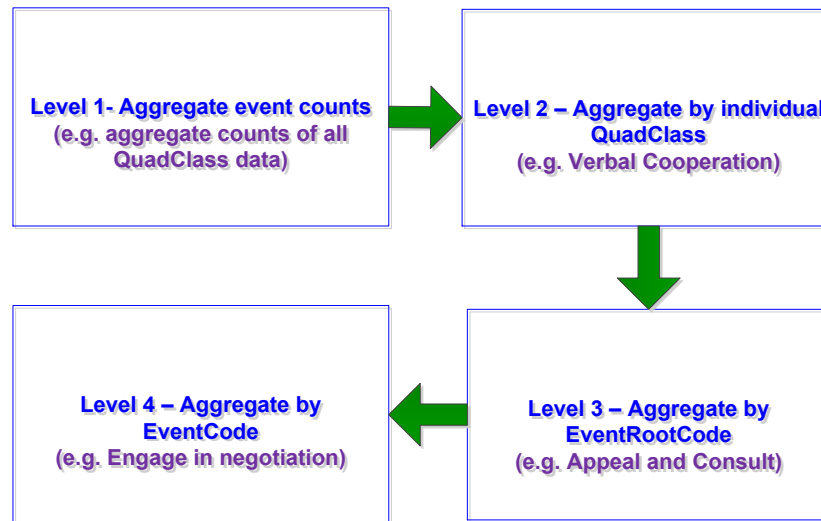 Level 1- Aggregate event counts
(e.g. aggregate counts of all
QuadClass data)
Level 2 – Aggregate by individual
QuadClass
(e.g. Verbal Cooperation)
Level 4 – Aggregate by
EventCode
(e.g. Engage in negotiation)
Level 3 – Aggregate by
EventRootCode
(e.g. Appeal and Consult)